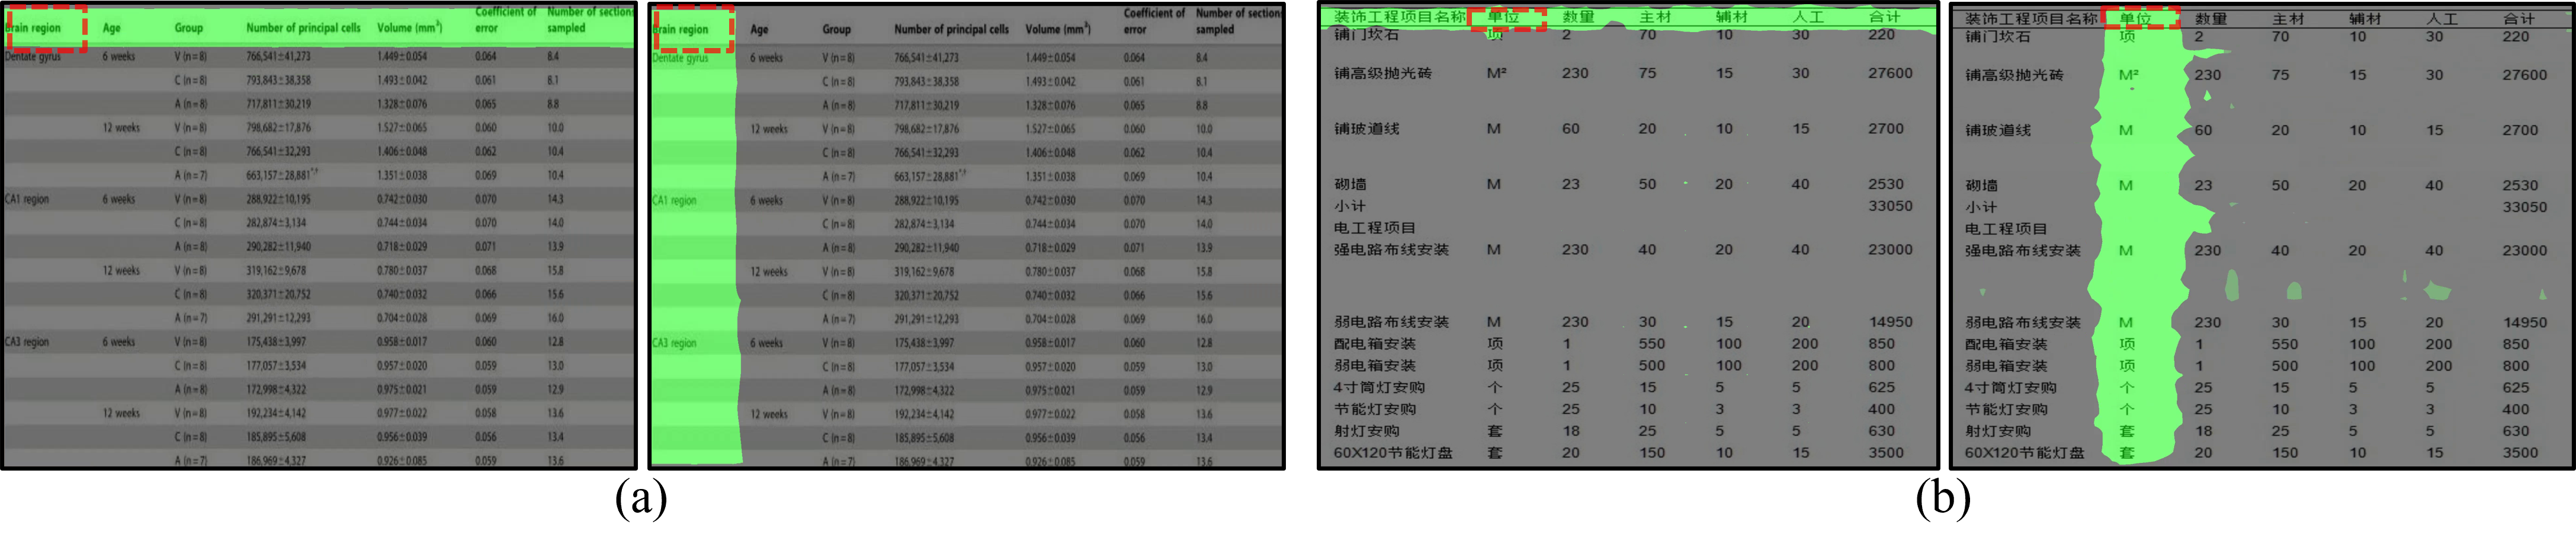 Coefficient of Number of sections
Brain region Age Group Number of principal cells Volume (mm³) error sampled
Dentate gyrus 6 weeks V (n=8) 766,541±41,273 1.449±0.054 0.064 8.4
C (n=8) 793,843±38,358 1.493±0.042 0.061 8.1
A (n=8) 717,811±30,219 1.328±0.076 0.065 8.8
12 weeks V (n=8) 798,682±17,876 1.527±0.065 0.060 10.0
C (n=8) 766,541±32,293 1.406±0.048 0.062 10.4
A (n=7) 663,157±28,881*,† 1.351±0.038 0.069 10.4
CA1 region 6 weeks V (n=8) 288,922±10,195 0.742±0.030 0.070 14.3
C (n=8) 282,874±3,134 0.744±0.034 0.070 14.0
A (n=8) 290,282±11,940 0.718±0.029 0.071 13.9
12 weeks V (n=8) 319,162±9,678 0.780±0.037 0.068 15.8
C (n=8) 320,371±20,752 0.740±0.032 0.066 15.6
A (n=7) 291,291±12,293 0.704±0.028 0.069 16.0
CA3 region 6 weeks V (n=8) 175,438±3,997 0.958±0.017 0.060 12.8
C (n=8) 177,057±3,534 0.957±0.020 0.059 13.0
A (n=8) 172,998±4,322 0.975±0.021 0.059 12.9
12 weeks V (n=8) 192,234±4,142 0.977±0.022 0.058 13.6
C (n=8) 185,895±5,608 0.956±0.039 0.056 13.4
A (n=7) 186,969±4,327 0.926±0.085 0.059 13.6
Coefficient of Number of sections
Brain region Age Group Number of principal cells Volume (mm³) error sampled
Dentate gyrus 6 weeks V (n=8) 766,541±41,273 1.449±0.054 0.064 8.4
C (n=8) 793,843±38,358 1.493±0.042 0.061 8.1
A (n=8) 717,811±30,219 1.328±0.076 0.065 8.8
12 weeks V (n=8) 798,682±17,876 1.527±0.065 0.060 10.0
C (n=8) 766,541±32,293 1.406±0.048 0.062 10.4
A (n=7) 663,157±28,881*,† 1.351±0.038 0.069 10.4
CA1 region 6 weeks V (n=8) 288,922±10,195 0.742±0.030 0.070 14.3
C (n=8) 282,874±3,134 0.744±0.034 0.070 14.0
A (n=8) 290,282±11,940 0.718±0.029 0.071 13.9
12 weeks V (n=8) 319,162±9,678 0.780±0.037 0.068 15.8
C (n=8) 320,371±20,752 0.740±0.032 0.066 15.6
A (n=7) 291,291±12,293 0.704±0.028 0.069 16.0
CA3 region 6 weeks V (n=8) 175,438±3,997 0.958±0.017 0.060 12.8
C (n=8) 177,057±3,534 0.957±0.020 0.059 13.0
A (n=8) 172,998±4,322 0.975±0.021 0.059 12.9
12 weeks V (n=8) 192,234±4,142 0.977±0.022 0.058 13.6
C (n=8) 185,895±5,608 0.956±0.039 0.056 13.4
A (n=7) 186,969±4,327 0.926±0.085 0.059 13.6
(a)
装饰工程项目名称 单位 数量 主材 辅材 人工 合计
铺门坎石 项 2 70 10 30 220
铺高级抛光砖 M² 230 75 15 30 27600
铺玻道线 M 60 20 10 15 2700
砌墙 M 23 50 20 40 2530
小计 33050
电工程项目
强电路布线安装 M 230 40 20 40 23000
弱电路布线安装 M 230 30 15 20 14950
配电箱安装 项 1 550 100 200 850
弱电箱安装 项 1 500 100 200 800
4寸筒灯安购 个 25 15 5 5 625
节能灯安购 个 25 10 3 3 400
射灯安购 套 18 25 5 5 630
60X120节能灯盘 套 20 150 10 15 3500
装饰工程项目名称 单位 数量 主材 辅材 人工 合计
铺门坎石 项 2 70 10 30 220
铺高级抛光砖 M² 230 75 15 30 27600
铺玻道线 M 60 20 10 15 2700
砌墙 M 23 50 20 40 2530
小计 33050
电工程项目
强电路布线安装 M 230 40 20 40 23000
弱电路布线安装 M 230 30 15 20 14950
配电箱安装 项 1 550 100 200 850
弱电箱安装 项 1 500 100 200 800
4寸筒灯安购 个 25 15 5 5 625
节能灯安购 个 25 10 3 3 400
射灯安购 套 18 25 5 5 630
60X120节能灯盘 套 20 150 10 15 3500
(b)